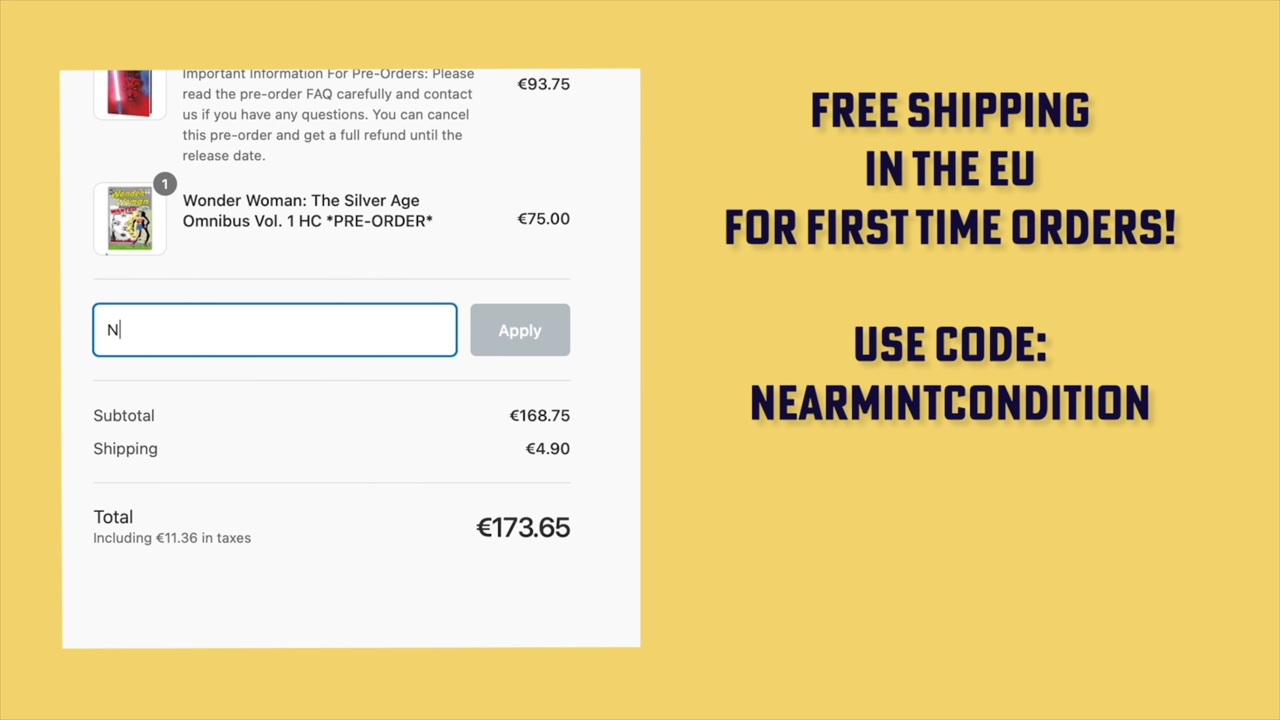 Important Information For Pre-Orders: Please
read the pre-order FAQ carefully and contact
us if you have any questions. You can cancel
this pre-order and get a full refund until the
release date.
€93.75
1
Wonder Woman
Wonder Woman: The Silver Age
Omnibus Vol. 1 HC *PRE-ORDER*
€75.00
N
Apply
Subtotal
€168.75
Shipping
€4.90
Total
Including €11.36 in taxes
€173.65
FREE SHIPPING
IN THE EU
FOR FIRST TIME ORDERS!
USE CODE:
NEARMINTCONDITION